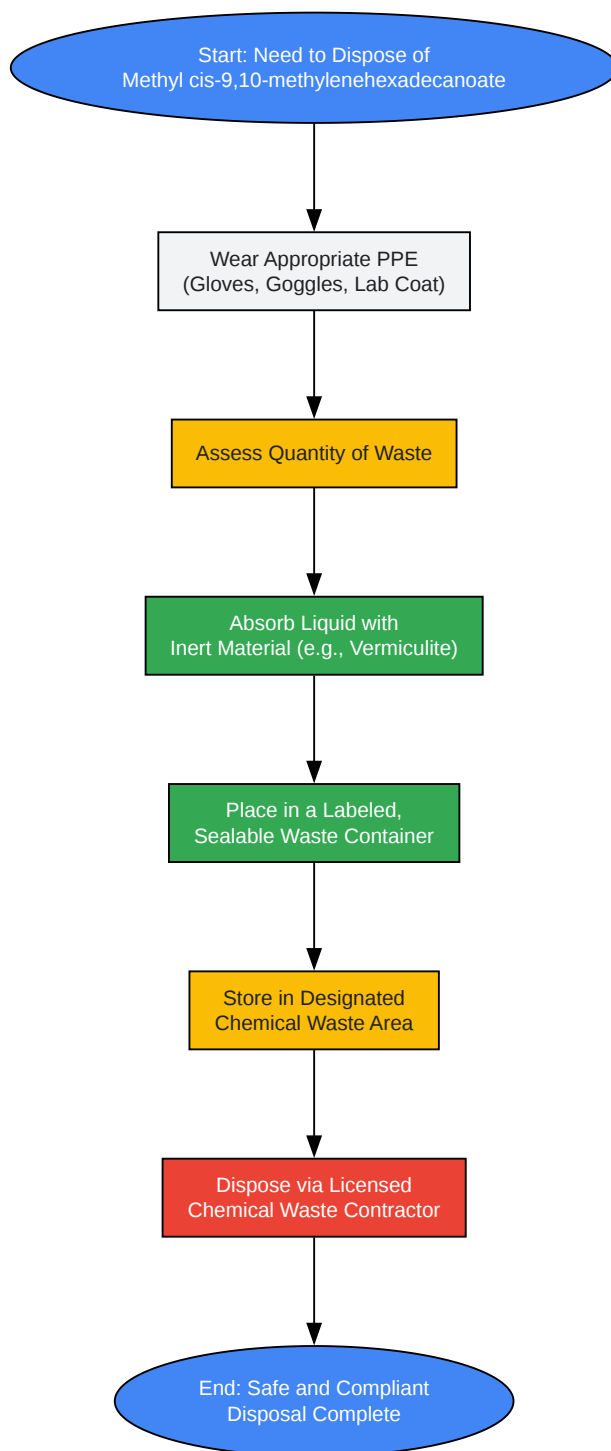 Start: Need to Dispose of
Methyl cis-9,10-methylenehexadecanoate
Wear Appropriate PPE
(Gloves, Goggles, Lab Coat)
Assess Quantity of Waste
Absorb Liquid with
Inert Material (e.g., Vermiculite)
Place in a Labeled,
Sealable Waste Container
Store in Designated
Chemical Waste Area
Dispose via Licensed
Chemical Waste Contractor
End: Safe and Compliant
Disposal Complete